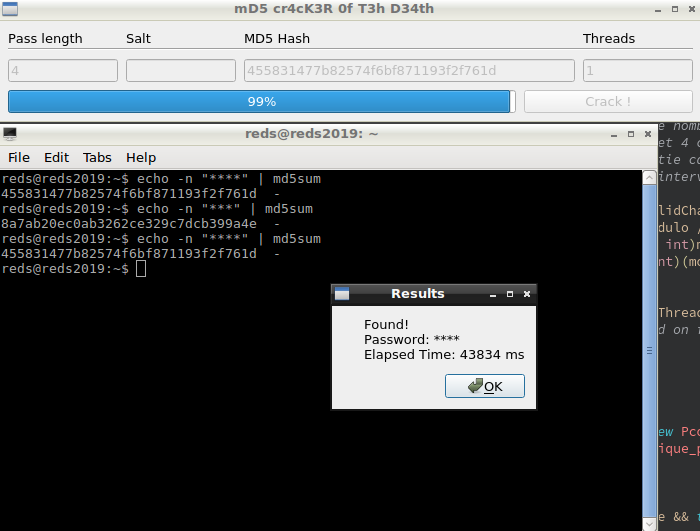 mD5 cr4cK3R 0f T3h D34th
Pass length Salt MD5 Hash Threads
4 455831477b82574f6bf871193f2f761d 1
99% Crack !
reds@reds2019: ~
File Edit Tabs Help
reds@reds2019:~$ echo -n "****" | md5sum
455831477b82574f6bf871193f2f761d -
reds@reds2019:~$ echo -n "***" | md5sum
8a7ab20ec0ab3262ce329c7dcb399a4e -
reds@reds2019:~$ echo -n "****" | md5sum
455831477b82574f6bf871193f2f761d -
reds@reds2019:~$
Results
Found!
Password: ****
Elapsed Time: 43834 ms
OK
e nomb
et 4 c
tie co
interv
lidCha
dulo /
int)n
nt)(mo
Thread
d on t
ew Pco
ique_p
e && t